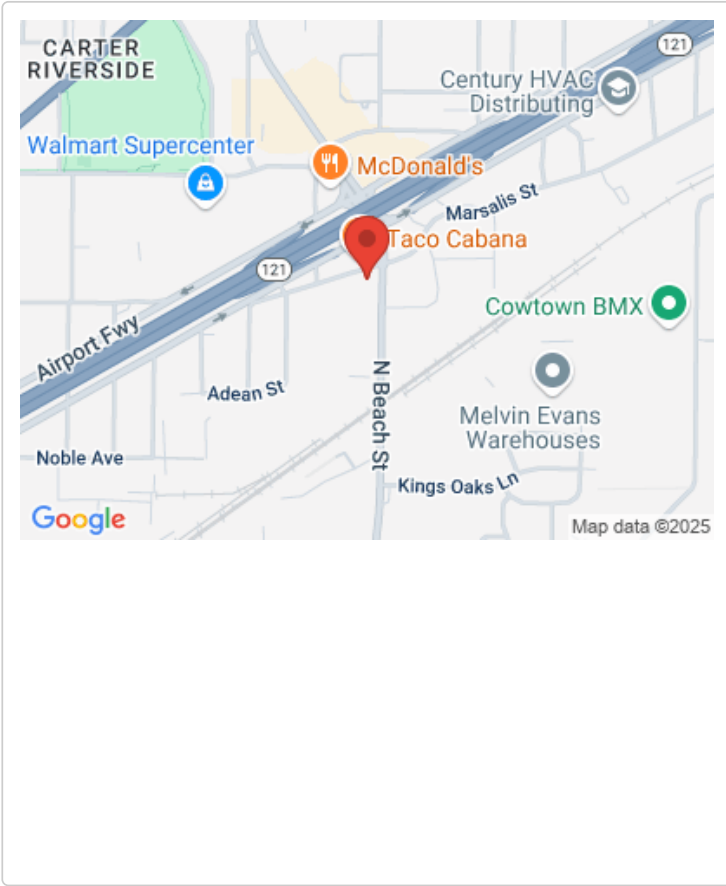 CARTER
RIVERSIDE
121
Century HVAC
Distributing
Walmart Supercenter
McDonald's
Marsalis St
Taco Cabana
121
Cowtown BMX
Airport Fwy
Adean St
N Beach St
Melvin Evans
Warehouses
Noble Ave
Kings Oaks Ln
Google
Map data ©2025